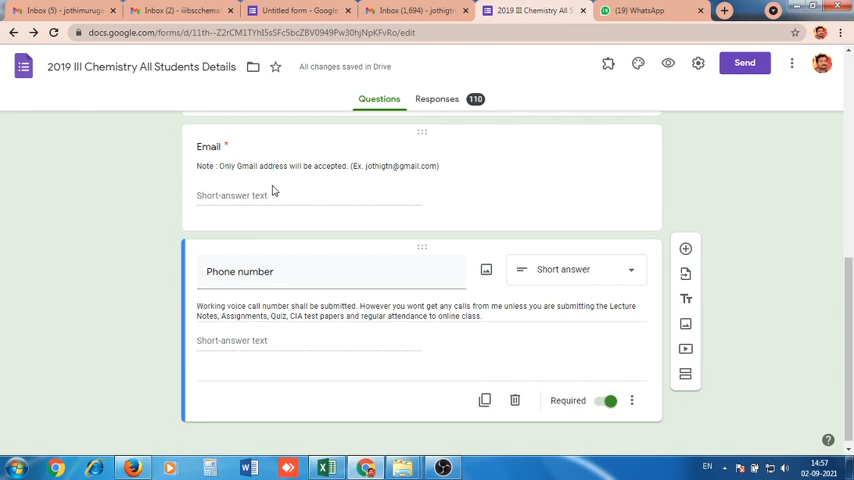 Inbox (5) - jothimuruga
Inbox (2) - iiibscchemas
Untitled form - Google
Inbox (1,694) - jothigtn
2019 III Chemistry All S
(19) WhatsApp
docs.google.com/forms/d/11th--Z2rCM1TYHI5sSFc5bcZBV0949Pw30hjNpKFvRo/edit
2019 III Chemistry All Students Details
All changes saved in Drive
Send
Questions
Responses
110
Email *
Note : Only Gmail address will be accepted. (Ex. jothigtn@gmail.com)
Short-answer text
Phone number
Short answer
Working voice call number shall be submitted. However you wont get any calls from me unless you are submitting the Lecture
Notes, Assignments, Quiz, CIA test papers and regular attendance to online class.
Short-answer text
Required
EN
14:57
02-09-2021